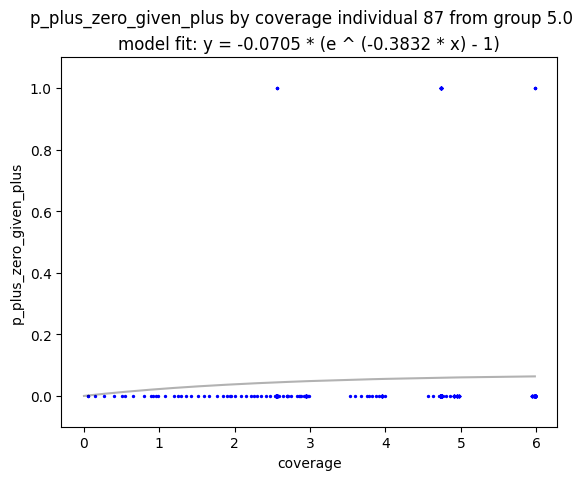 p_plus_zero_given_plus by coverage individual 87 from group 5.0
model fit: y = -0.0705 * (e ^ (-0.3832 * x) - 1)
p_plus_zero_given_plus
1.0
0.8
0.6
0.4
0.2
0.0
0 1 2 3 4 5 6
coverage